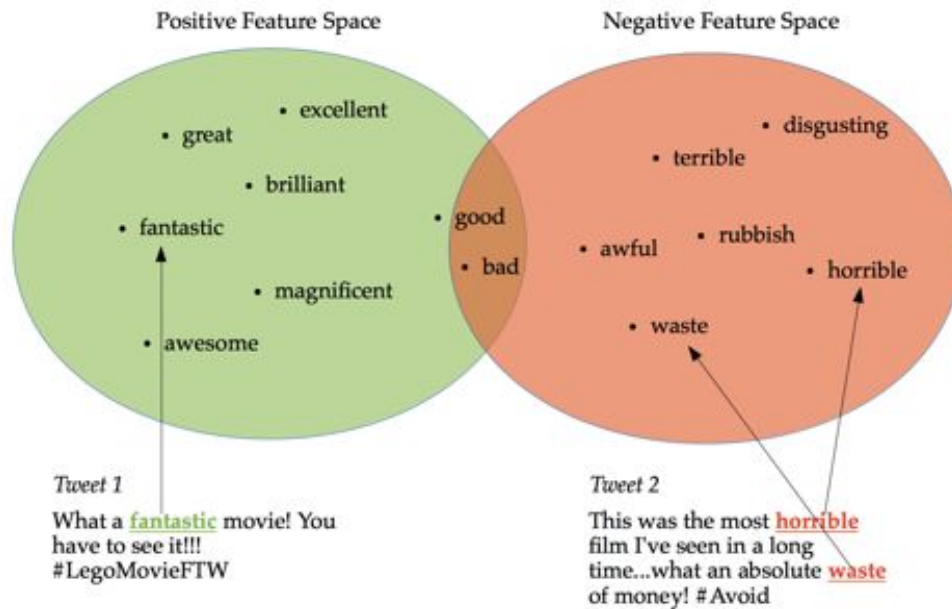 Positive Feature Space
Negative Feature Space
• excellent
• great
• disgusting
• terrible
• brilliant
• good
• fantastic
• rubbish
• awful
• bad
• horrible
• magnificent
• waste
• awesome
Tweet 1
What a fantastic movie! You
have to see it!!!
#LegoMovieFTW
Tweet 2
This was the most horrible
film I've seen in a long
time...what an absolute waste
of money! #Avoid